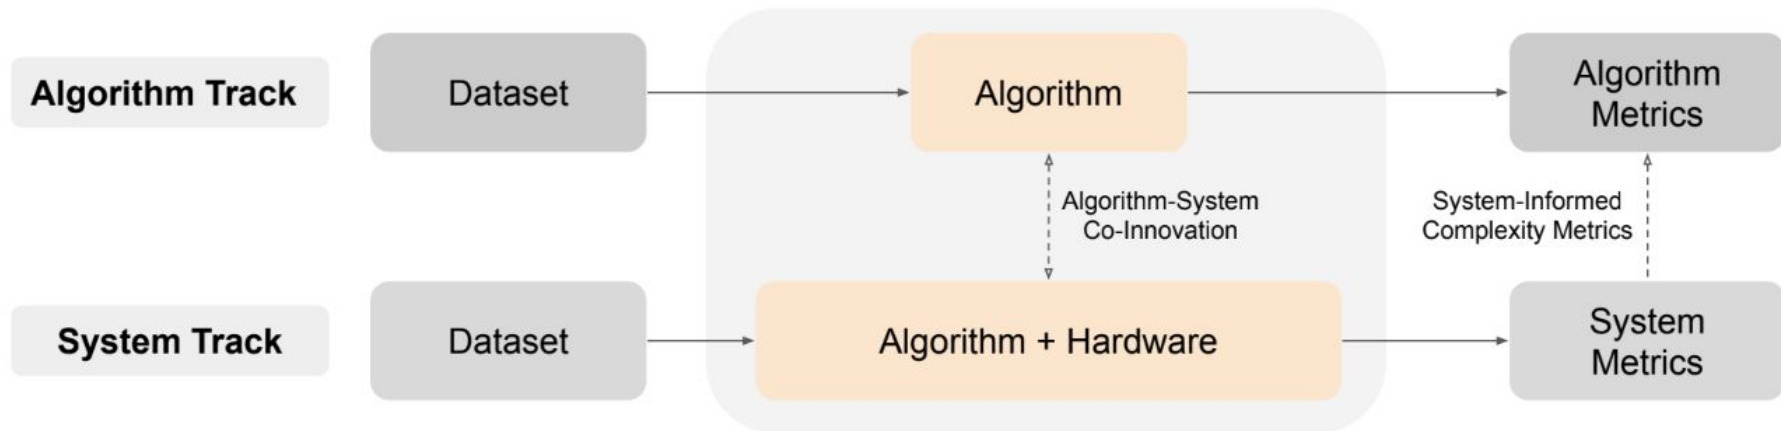 Algorithm Track
Dataset
Algorithm
Algorithm
Metrics
Algorithm-System
Co-Innovation
System-Informed
Complexity Metrics
System Track
Dataset
Algorithm + Hardware
System
Metrics